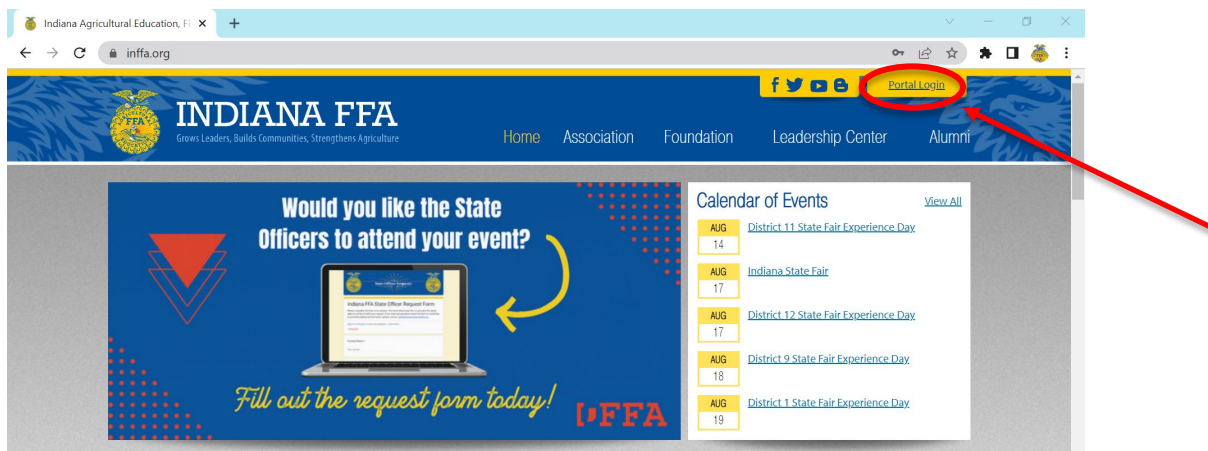 Indiana Agricultural Education, F
inffa.org
Portal Login
FFA
INDIANA FFA
Grows Leaders, Builds Communities, Strengthens Agriculture
Home Association Foundation Leadership Center Alumni
Would you like the State
Officers to attend your event?
Indiana FFA State Officer Request Form
Fill out the request form today!
FFA
Calendar of Events View All
AUG
14
District 11 State Fair Experience Day
AUG
17
Indiana State Fair
AUG
17
District 12 State Fair Experience Day
AUG
18
District 9 State Fair Experience Day
AUG
19
District 1 State Fair Experience Day